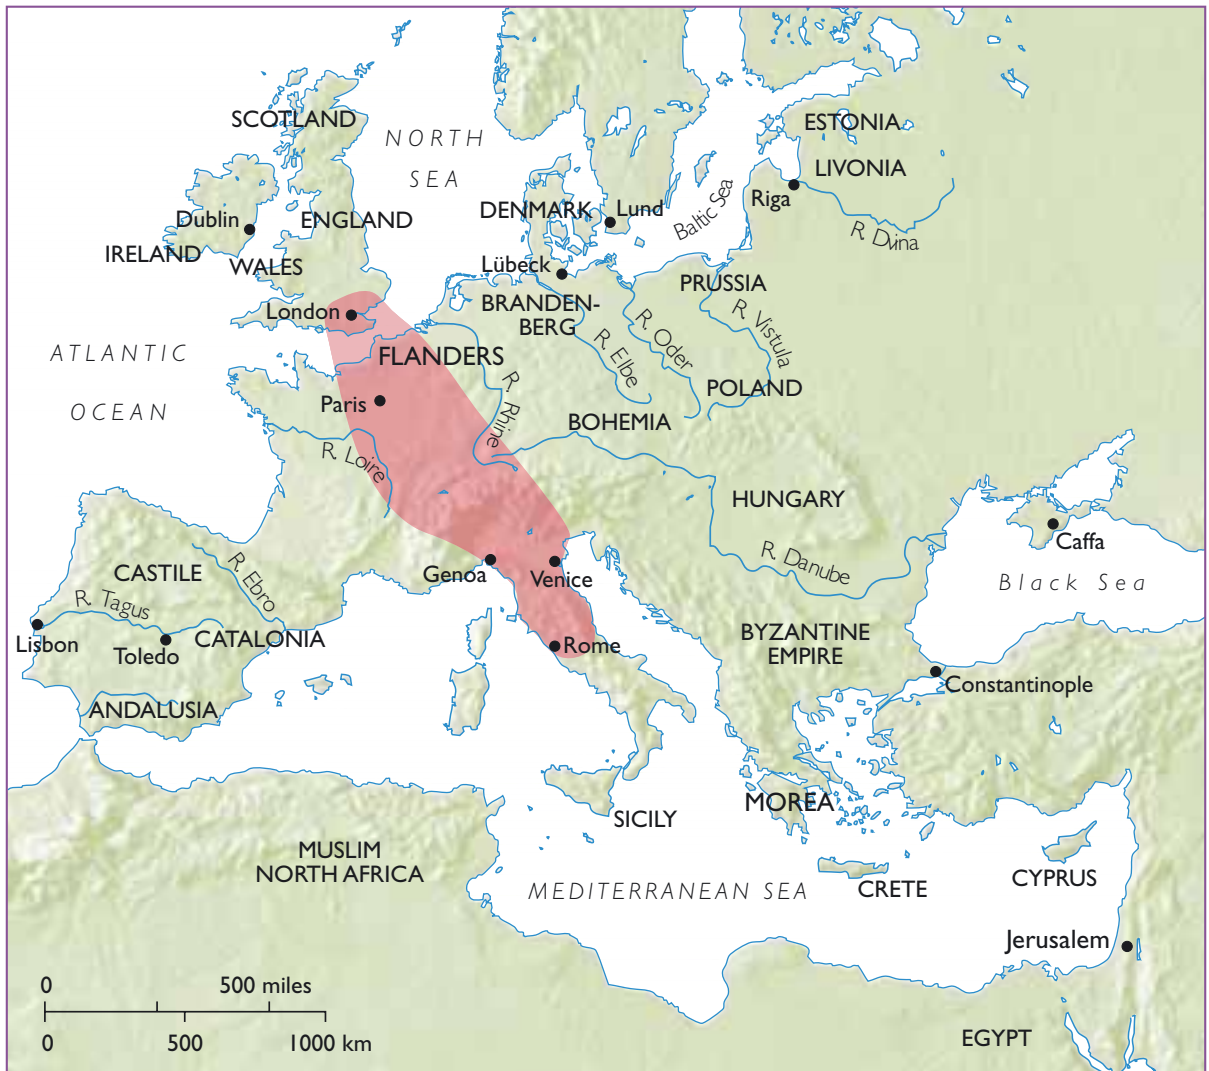 SCOTLAND
NORTH
SEA
ESTONIA
LIVONIA
Riga
R. Dvina
Baltic Sea
DENMARK
Lund
Dublin
ENGLAND
IRELAND
WALES
Lübeck
PRUSSIA
BRANDEN-
BERG
R. Vistula
R. Oder
R. Elbe
London
ATLANTIC
OCEAN
FLANDERS
POLAND
Paris
R. Rhine
BOHEMIA
R. Loire
HUNGARY
Caffa
R. Danube
Black Sea
Genoa
Venice
CASTILE
R. Ebro
R. Tagus
Lisbon
Toledo
CATALONIA
Rome
BYZANTINE
EMPIRE
Constantinople
ANDALUSIA
SICILY
MOREA
MUSLIM
NORTH AFRICA
MEDITERRANEAN SEA
CRETE
CYPRUS
Jerusalem
EGYPT
0 500 miles
0 500 1000 km